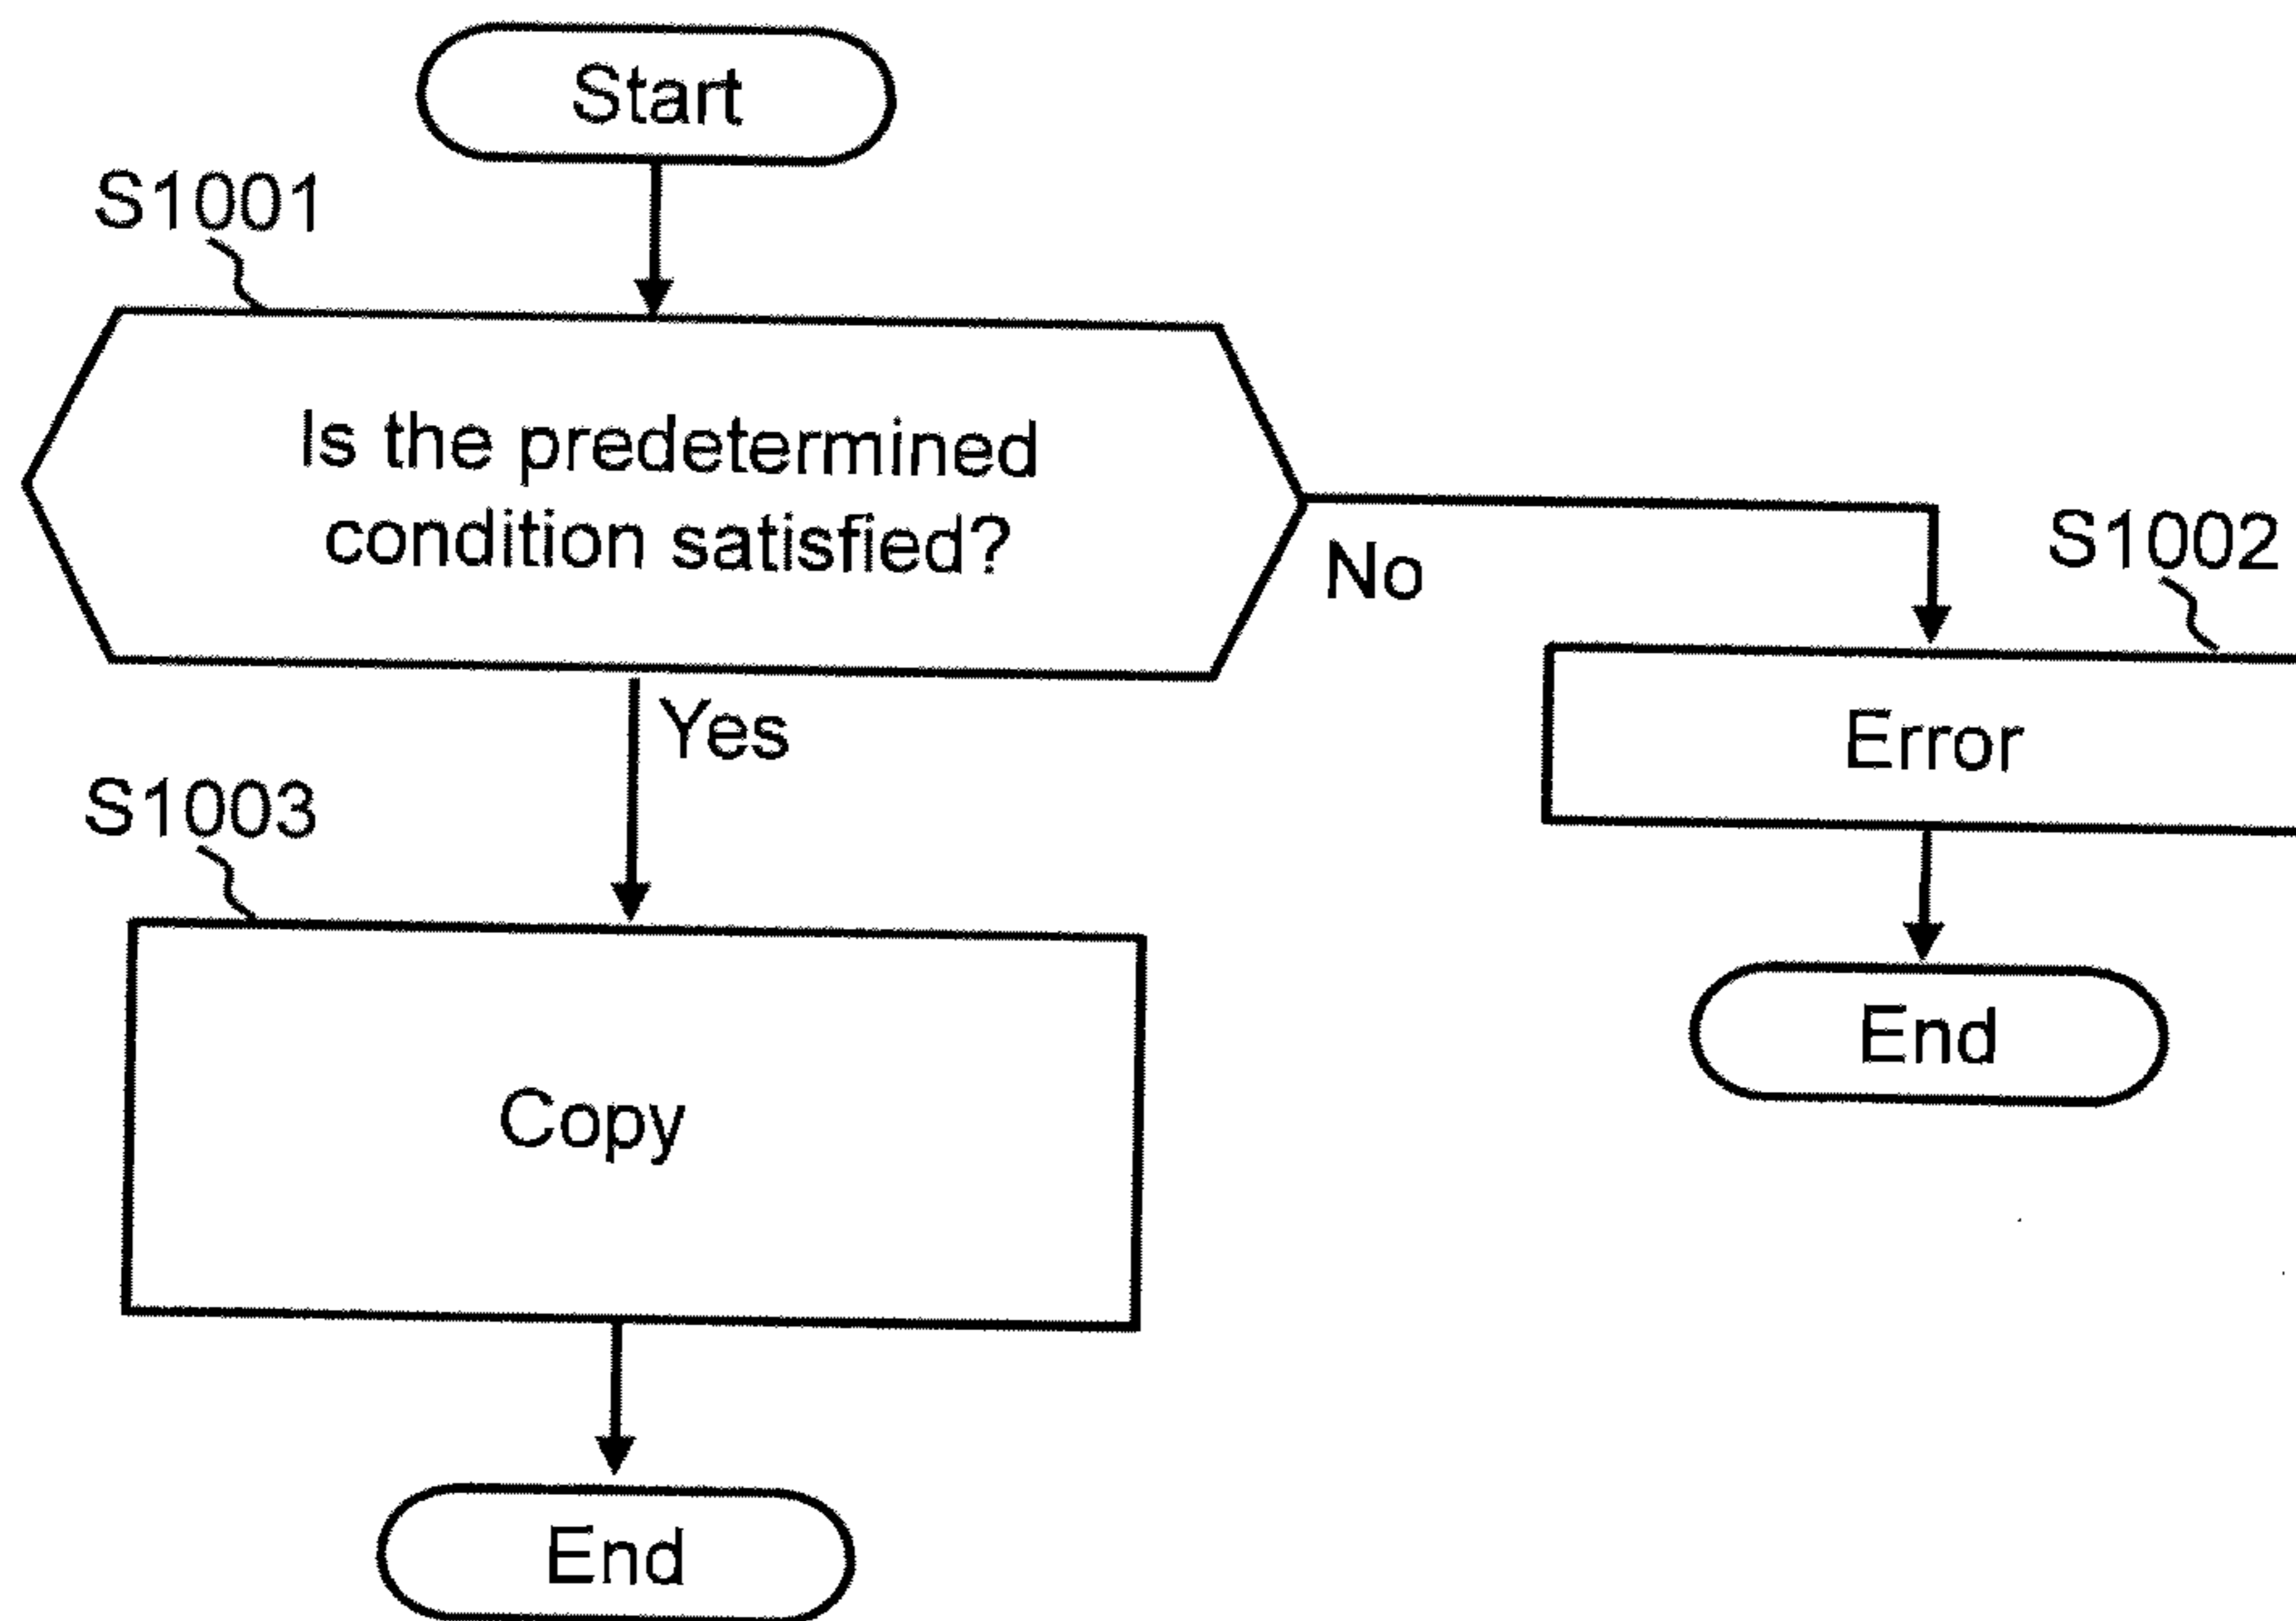 Start
S1001
Is the predetermined
condition satisfied?
No
S1002
Yes
Error
S1003
End
Copy
End